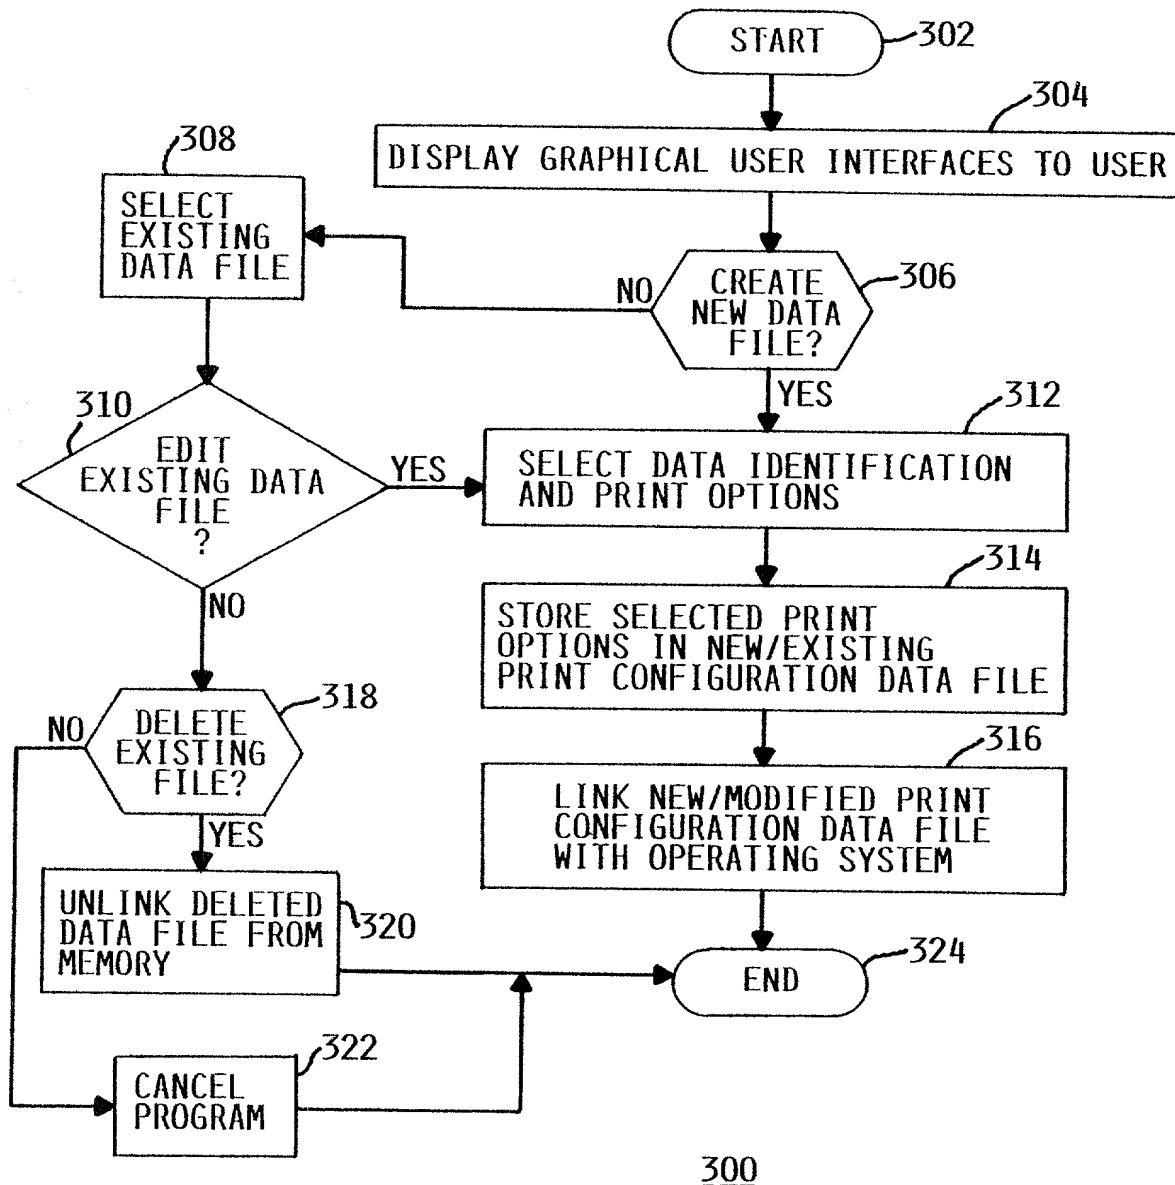 START
302
304
DISPLAY GRAPHICAL USER INTERFACES TO USER
308
SELECT
EXISTING
DATA FILE
NO
CREATE
NEW DATA
FILE?
306
YES
310
EDIT
EXISTING DATA
FILE
?
YES
312
SELECT DATA IDENTIFICATION
AND PRINT OPTIONS
NO
314
STORE SELECTED PRINT
OPTIONS IN NEW/EXISTING
PRINT CONFIGURATION DATA FILE
318
NO
DELETE
EXISTING
FILE?
YES
316
LINK NEW/MODIFIED PRINT
CONFIGURATION DATA FILE
WITH OPERATING SYSTEM
UNLINK DELETED
DATA FILE FROM
MEMORY
320
END
324
322
CANCEL
PROGRAM
300